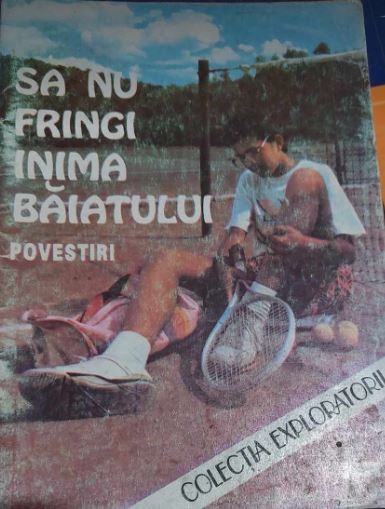 SA NU
FRINGI
INIMA
BĂIATULUI
POVESTIRI
COLECȚIA EXPLORATORII